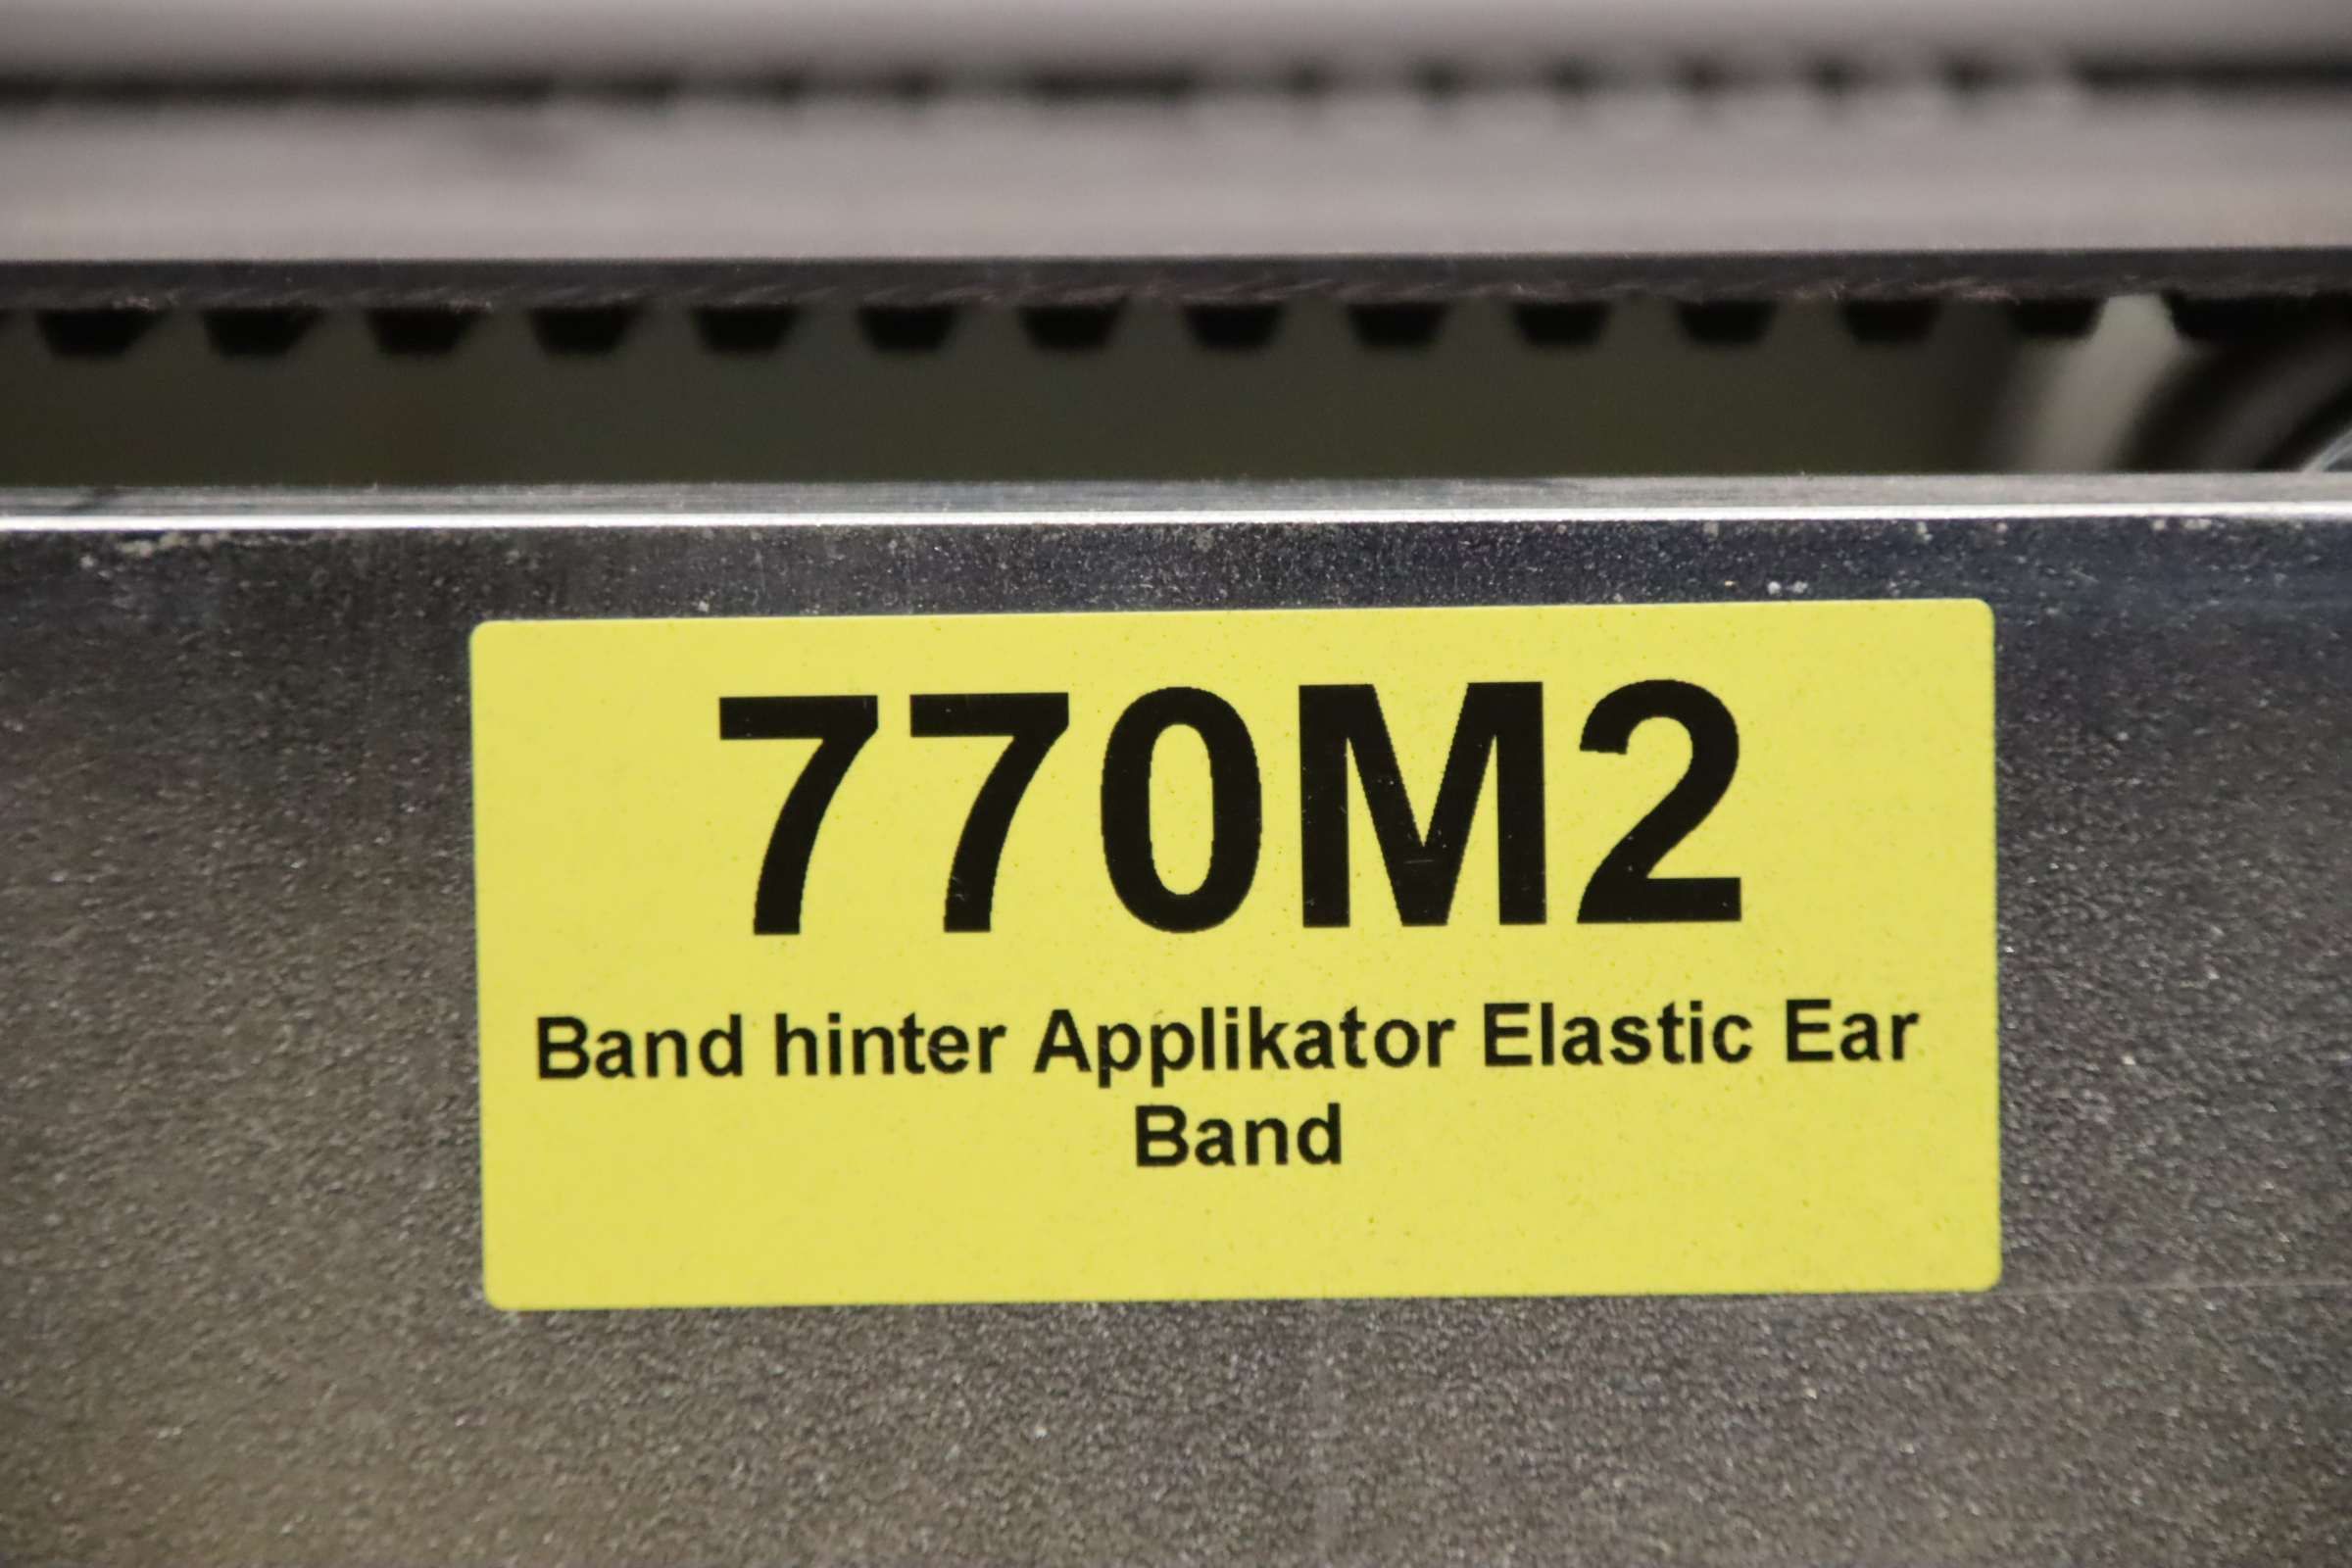 770M2
Band hinter Applikator Elastic Ear
Band